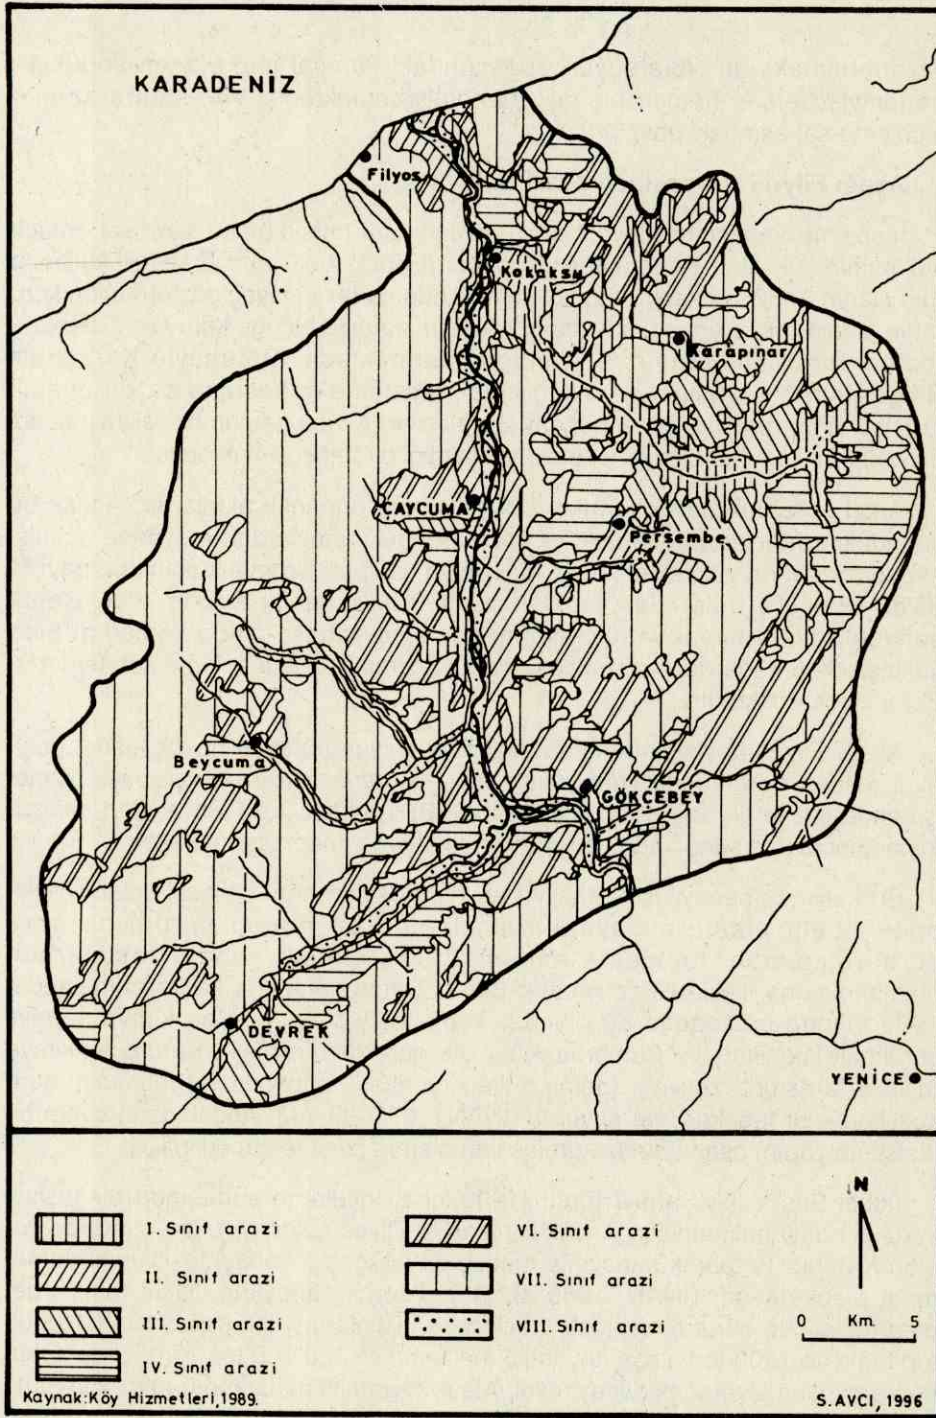 KARADENİZ
Filyos
Kokaksu
Karapınar
ÇAYCUMA
Perşembe
Beycuma
GÖKÇEBEY
DEVREK
YENİCE
N
I. Sınıf arazi
II. Sınıf arazi
III. Sınıf arazi
IV. Sınıf arazi
VI. Sınıf arazi
VII. Sınıf arazi
VIII. Sınıf arazi
0 Km. 5
Kaynak:Köy Hizmetleri,1989.
S.AVCI, 1996